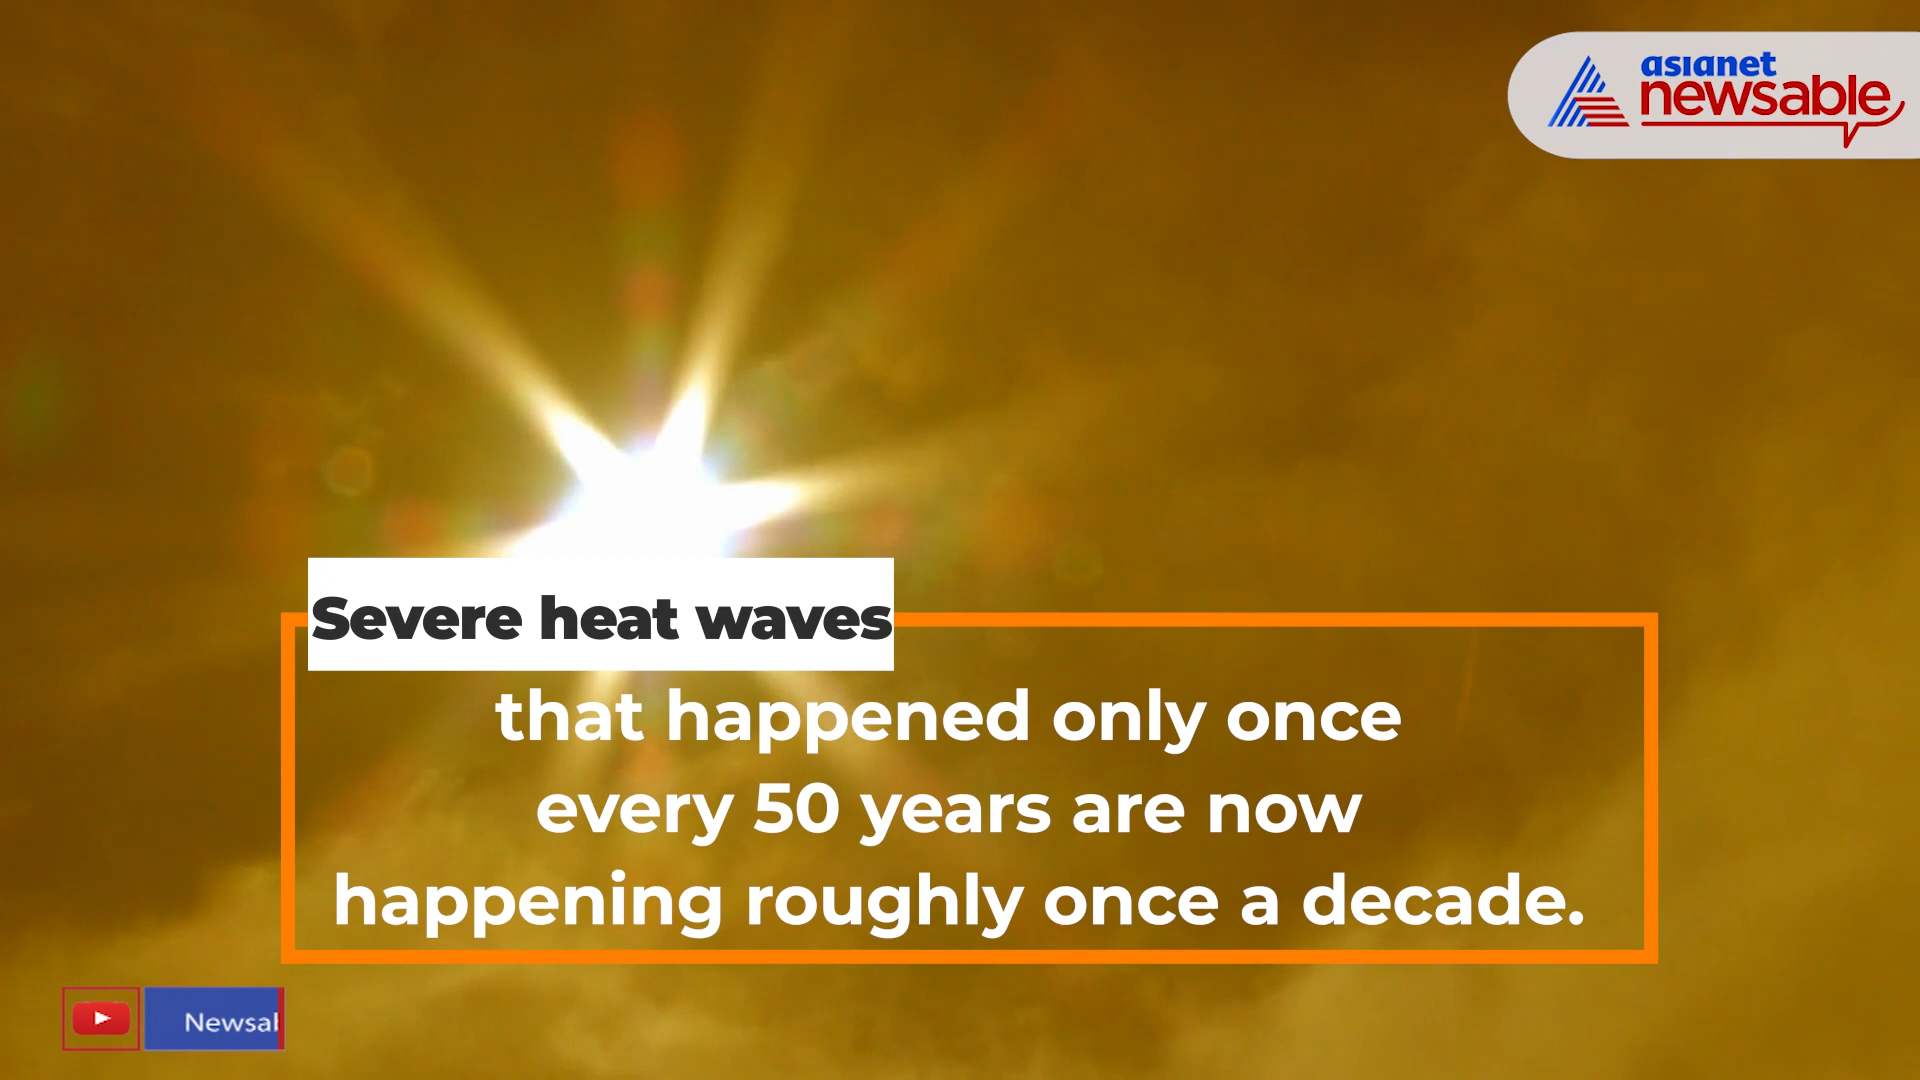 asianet
newsable
Severe heat waves
that happened only once
every 50 years are now
happening roughly once a decade.
Newsal